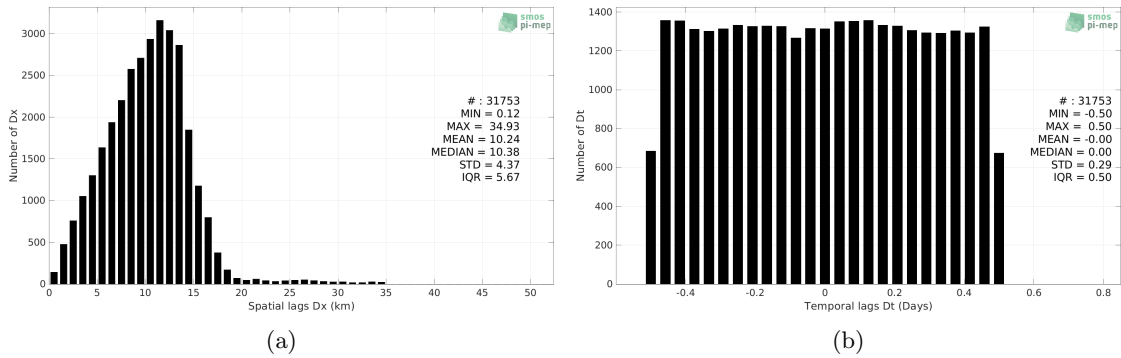 smos
pi-mep
3000
2500
2000
1500
1000
500
0
Number of Dx
# : 31753
MIN = 0.12
MAX = 34.93
MEAN = 10.24
MEDIAN = 10.38
STD = 4.37
IQR = 5.67
0 5 10 15 20 25 30 35 40 45 50
Spatial lags Dx (km)
(a)
smos
pi-mep
1400
1200
1000
800
600
400
200
0
Number of Dt
# : 31753
MIN = -0.50
MAX = 0.50
MEAN = -0.00
MEDIAN = 0.00
STD = 0.29
IQR = 0.50
-0.4 -0.2 0 0.2 0.4 0.6 0.8
Temporal lags Dt (Days)
(b)